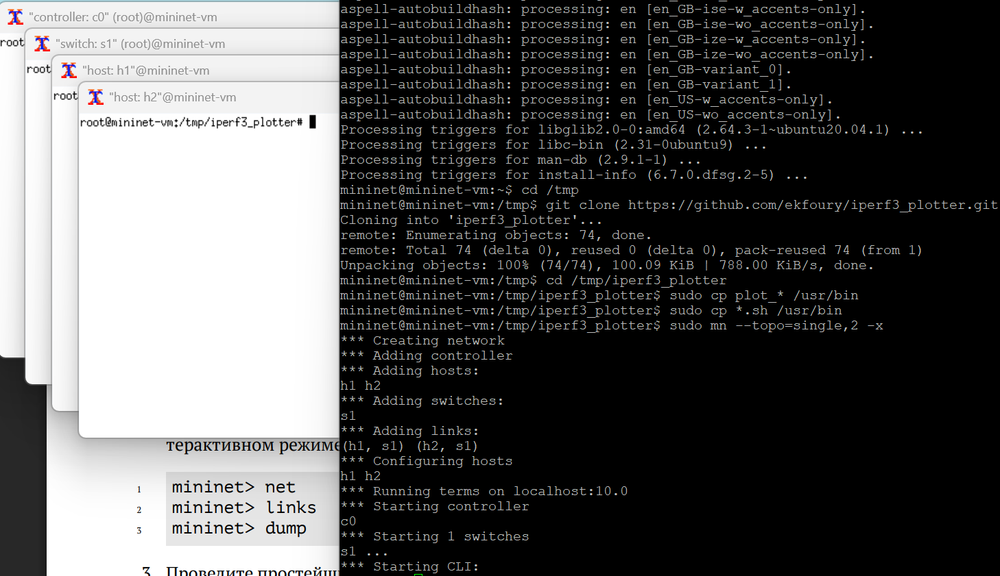 "controller: c0" (root)@mininet-vm
root
"switch: s1" (root)@mininet-vm
root
"host: h1"@mininet-vm
root
"host: h2"@mininet-vm
root@mininet-vm:/tmp/iperf3_plotter#
терактивном режиме
1 mininet> net
2 mininet> links
3 mininet> dump
3. Проведите простейш
aspell-autobuildhash: processing: en [en_GB-ise-w_accents-only].
aspell-autobuildhash: processing: en [en_GB-ise-wo_accents-only].
aspell-autobuildhash: processing: en [en_GB-ize-w_accents-only].
aspell-autobuildhash: processing: en [en_GB-ize-wo_accents-only].
aspell-autobuildhash: processing: en [en_GB-variant_0].
aspell-autobuildhash: processing: en [en_GB-variant_1].
aspell-autobuildhash: processing: en [en_US-w_accents-only].
aspell-autobuildhash: processing: en [en_US-wo_accents-only].
Processing triggers for libglib2.0-0:amd64 (2.64.3-1~ubuntu20.04.1) ...
Processing triggers for libc-bin (2.31-0ubuntu9) ...
Processing triggers for man-db (2.9.1-1) ...
Processing triggers for install-info (6.7.0.dfsg.2-5) ...
mininet@mininet-vm:~$ cd /tmp
mininet@mininet-vm:/tmp$ git clone https://github.com/ekfoury/iperf3_plotter.git
Cloning into 'iperf3_plotter'...
remote: Enumerating objects: 74, done.
remote: Total 74 (delta 0), reused 0 (delta 0), pack-reused 74 (from 1)
Unpacking objects: 100% (74/74), 100.09 KiB | 788.00 KiB/s, done.
mininet@mininet-vm:/tmp$ cd /tmp/iperf3_plotter
mininet@mininet-vm:/tmp/iperf3_plotter$ sudo cp plot_* /usr/bin
mininet@mininet-vm:/tmp/iperf3_plotter$ sudo cp *.sh /usr/bin
mininet@mininet-vm:/tmp/iperf3_plotter$ sudo mn --topo=single,2 -x
*** Creating network
*** Adding controller
*** Adding hosts:
h1 h2
*** Adding switches:
s1
*** Adding links:
(h1, s1) (h2, s1)
*** Configuring hosts
h1 h2
*** Running terms on localhost:10.0
*** Starting controller
c0
*** Starting 1 switches
s1 ...
*** Starting CLI: